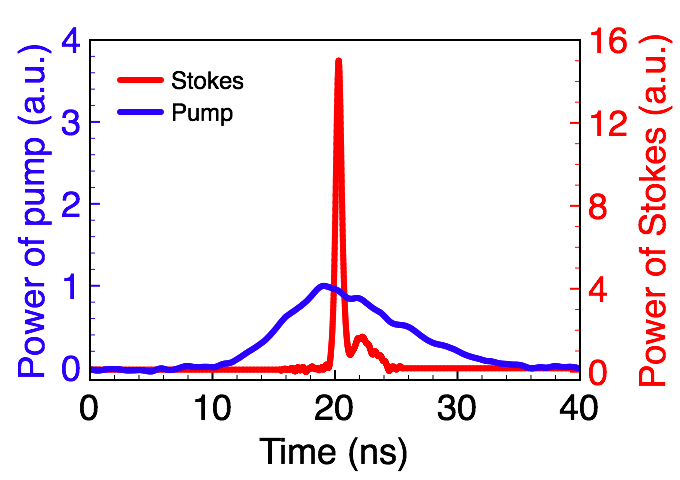 Power of pump (a.u.)
4
3
2
1
0
Stokes
Pump
16
12
8
4
0
Power of Stokes (a.u.)
0 10 20 30 40
Time (ns)